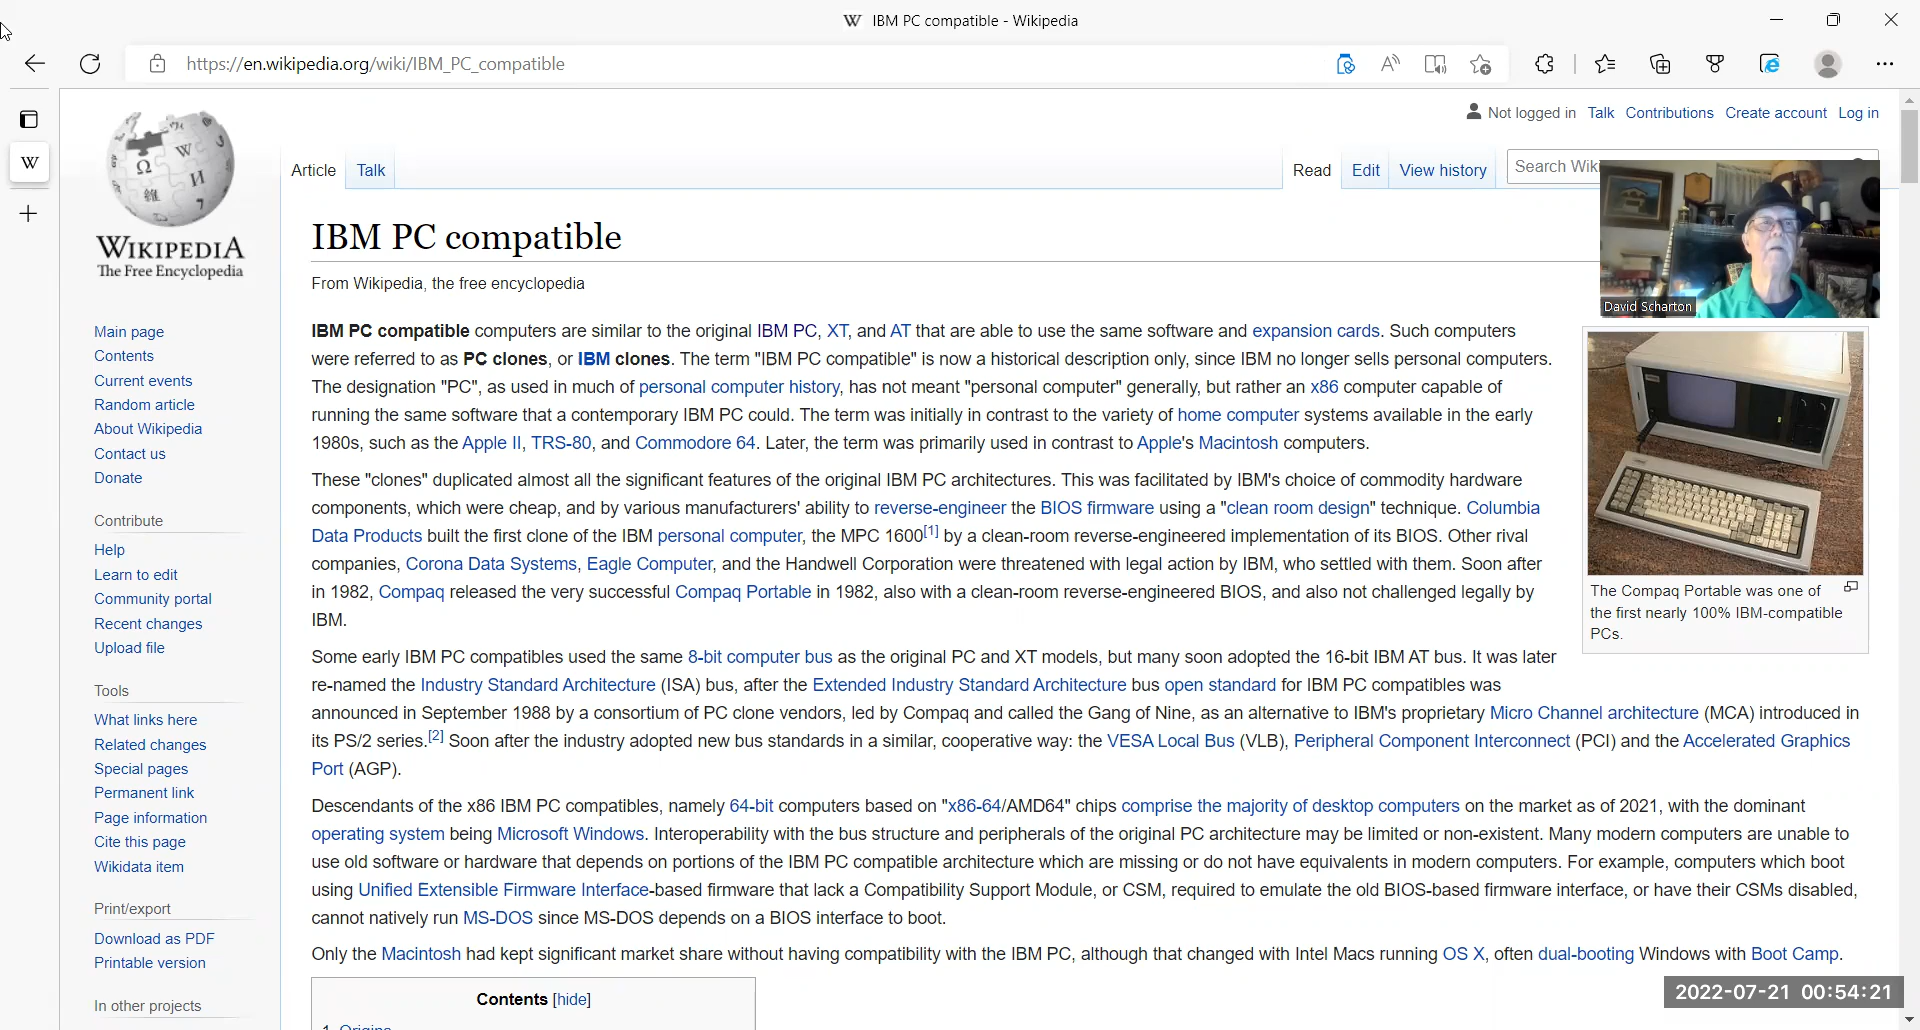 IBM PC compatible - Wikipedia
https://en.wikipedia.org/wiki/IBM_PC_compatible
Not logged in Talk Contributions Create account Log in
Article Talk Read Edit View history Search Wiki
WIKIPEDIA
The Free Encyclopedia
Main page
Contents
Current events
Random article
About Wikipedia
Contact us
Donate
Contribute
Help
Learn to edit
Community portal
Recent changes
Upload file
Tools
What links here
Related changes
Special pages
Permanent link
Page information
Cite this page
Wikidata item
Print/export
Download as PDF
Printable version
In other projects
IBM PC compatible
From Wikipedia, the free encyclopedia
IBM PC compatible computers are similar to the original IBM PC, XT, and AT that are able to use the same software and expansion cards. Such computers
were referred to as PC clones, or IBM clones. The term "IBM PC compatible" is now a historical description only, since IBM no longer sells personal computers.
The designation "PC", as used in much of personal computer history, has not meant "personal computer" generally, but rather an x86 computer capable of
running the same software that a contemporary IBM PC could. The term was initially in contrast to the variety of home computer systems available in the early
1980s, such as the Apple II, TRS-80, and Commodore 64. Later, the term was primarily used in contrast to Apple's Macintosh computers.
These "clones" duplicated almost all the significant features of the original IBM PC architectures. This was facilitated by IBM's choice of commodity hardware
components, which were cheap, and by various manufacturers' ability to reverse-engineer the BIOS firmware using a "clean room design" technique. Columbia
Data Products built the first clone of the IBM personal computer, the MPC 1600[1] by a clean-room reverse-engineered implementation of its BIOS. Other rival
companies, Corona Data Systems, Eagle Computer, and the Handwell Corporation were threatened with legal action by IBM, who settled with them. Soon after
in 1982, Compaq released the very successful Compaq Portable in 1982, also with a clean-room reverse-engineered BIOS, and also not challenged legally by
IBM.
Some early IBM PC compatibles used the same 8-bit computer bus as the original PC and XT models, but many soon adopted the 16-bit IBM AT bus. It was later
re-named the Industry Standard Architecture (ISA) bus, after the Extended Industry Standard Architecture bus open standard for IBM PC compatibles was
announced in September 1988 by a consortium of PC clone vendors, led by Compaq and called the Gang of Nine, as an alternative to IBM's proprietary Micro Channel architecture (MCA) introduced in
its PS/2 series.[2] Soon after the industry adopted new bus standards in a similar, cooperative way: the VESA Local Bus (VLB), Peripheral Component Interconnect (PCI) and the Accelerated Graphics
Port (AGP).
Descendants of the x86 IBM PC compatibles, namely 64-bit computers based on "x86-64/AMD64" chips comprise the majority of desktop computers on the market as of 2021, with the dominant
operating system being Microsoft Windows. Interoperability with the bus structure and peripherals of the original PC architecture may be limited or non-existent. Many modern computers are unable to
use old software or hardware that depends on portions of the IBM PC compatible architecture which are missing or do not have equivalents in modern computers. For example, computers which boot
using Unified Extensible Firmware Interface-based firmware that lack a Compatibility Support Module, or CSM, required to emulate the old BIOS-based firmware interface, or have their CSMs disabled,
cannot natively run MS-DOS since MS-DOS depends on a BIOS interface to boot.
Only the Macintosh had kept significant market share without having compatibility with the IBM PC, although that changed with Intel Macs running OS X, often dual-booting Windows with Boot Camp.
Contents [hide]
1 Origins
David Scharton
The Compaq Portable was one of
the first nearly 100% IBM-compatible
PCs.
2022-07-21 00:54:21